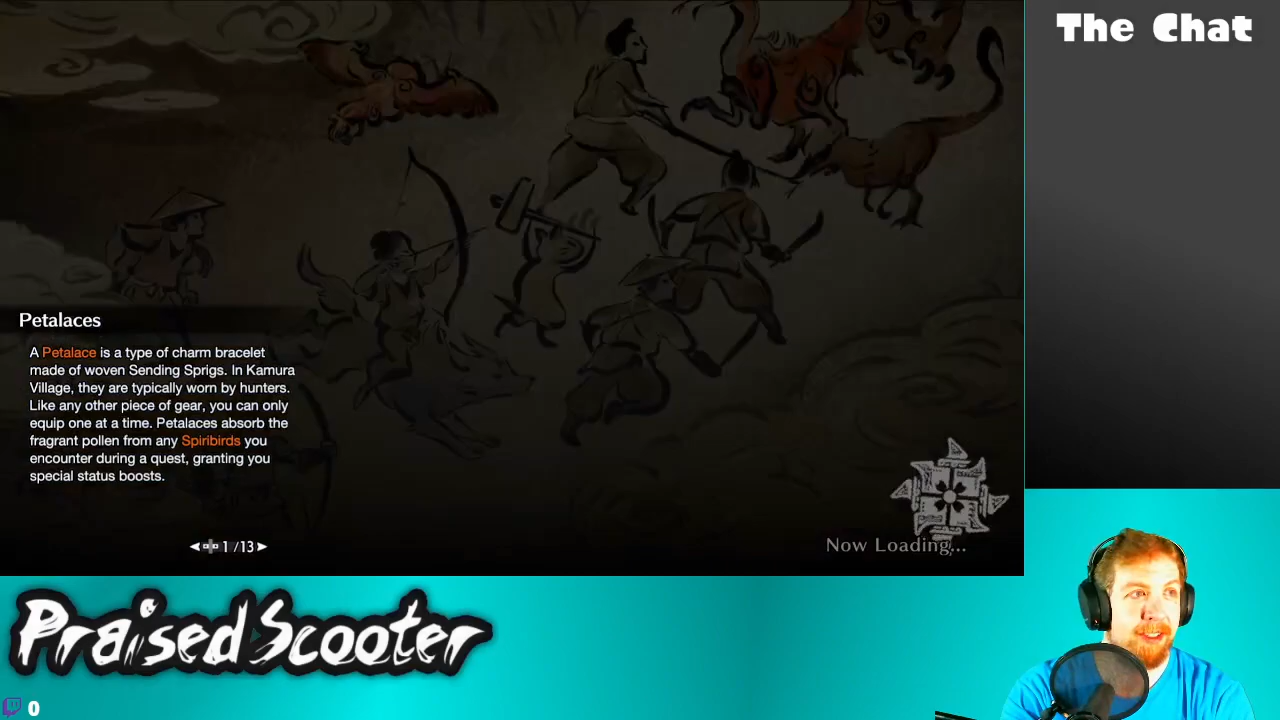 The Chat
Petalaces
A Petalace is a type of charm bracelet
made of woven Sending Sprigs. In Kamura
Village, they are typically worn by hunters.
Like any other piece of gear, you can only
equip one at a time. Petalaces absorb the
fragrant pollen from any Spiribirds you
encounter during a quest, granting you
special status boosts.
1 /13
Now Loading...
Praised Scooter
0